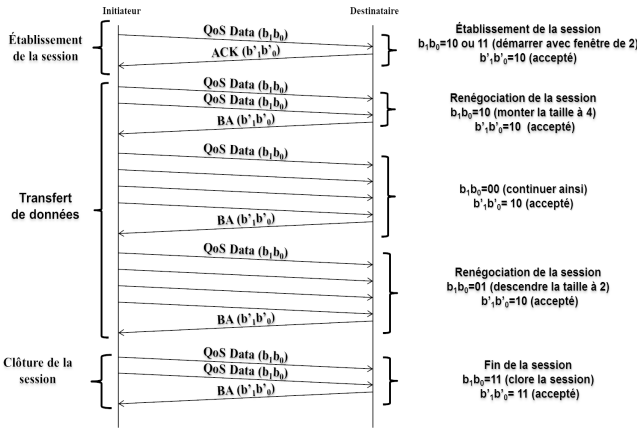 Initiateur
Destinataire
Établissement
de la session
QoS Data (b₁b₀)
ACK (b'₁b'₀)
Établissement de la session
b₁b₀=10 ou 11 (démarrer avec fenêtre de 2)
b'₁b'₀=10 (accepté)
Transfert
de données
QoS Data (b₁b₀)
QoS Data (b₁b₀)
BA (b'₁b'₀)
Renégociation de la session
b₁b₀=10 (monter la taille à 4)
b'₁b'₀=10 (accepté)
QoS Data (b₁b₀)
BA (b'₁b'₀)
b₁b₀=00 (continuer ainsi)
b'₁b'₀= 10 (accepté)
QoS Data (b₁b₀)
BA (b'₁b'₀)
Renégociation de la session
b₁b₀=01 (descendre la taille à 2)
b'₁b'₀=10 (accepté)
Clôture de la
session
QoS Data (b₁b₀)
QoS Data (b₁b₀)
BA (b'₁b'₀)
Fin de la session
b₁b₀=11 (clore la session)
b'₁b'₀= 11 (accepté)